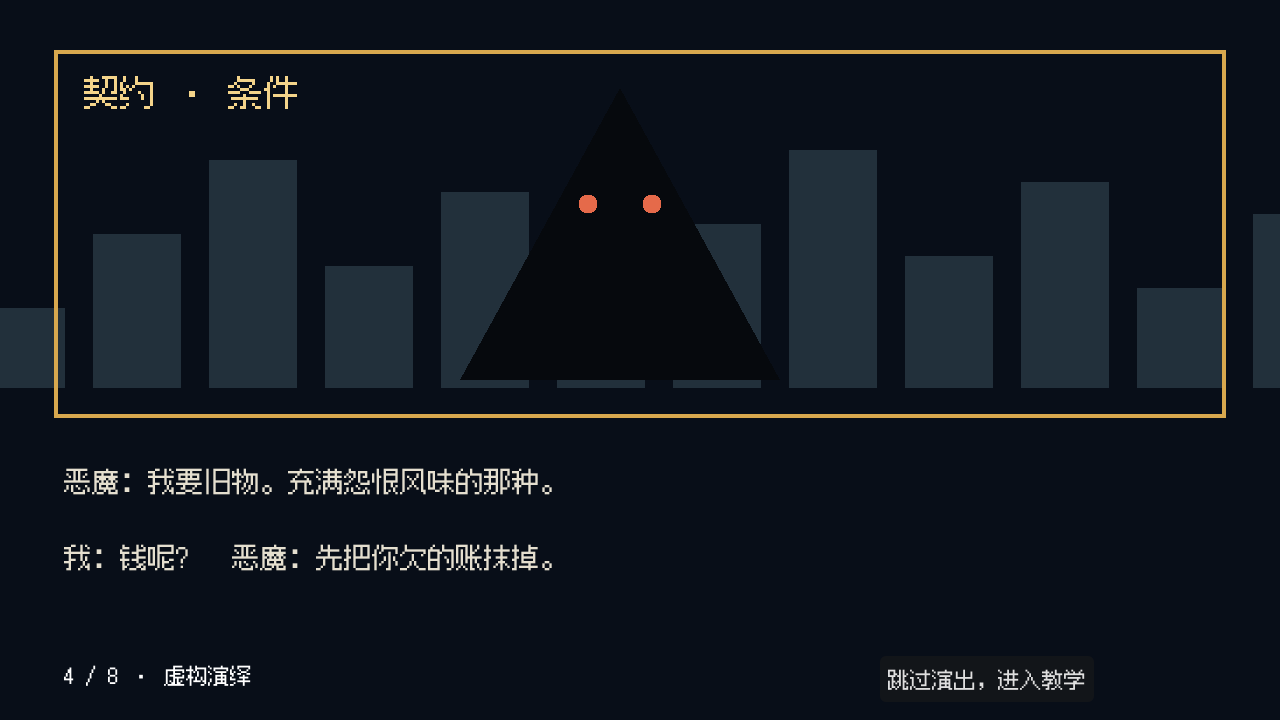 契约 · 条件
恶魔：我要旧物。充满怨恨风味的那种。
我：钱呢？ 恶魔：先把你欠的账抹掉。
4 / 8 · 虚构演绎
跳过演出，进入教学